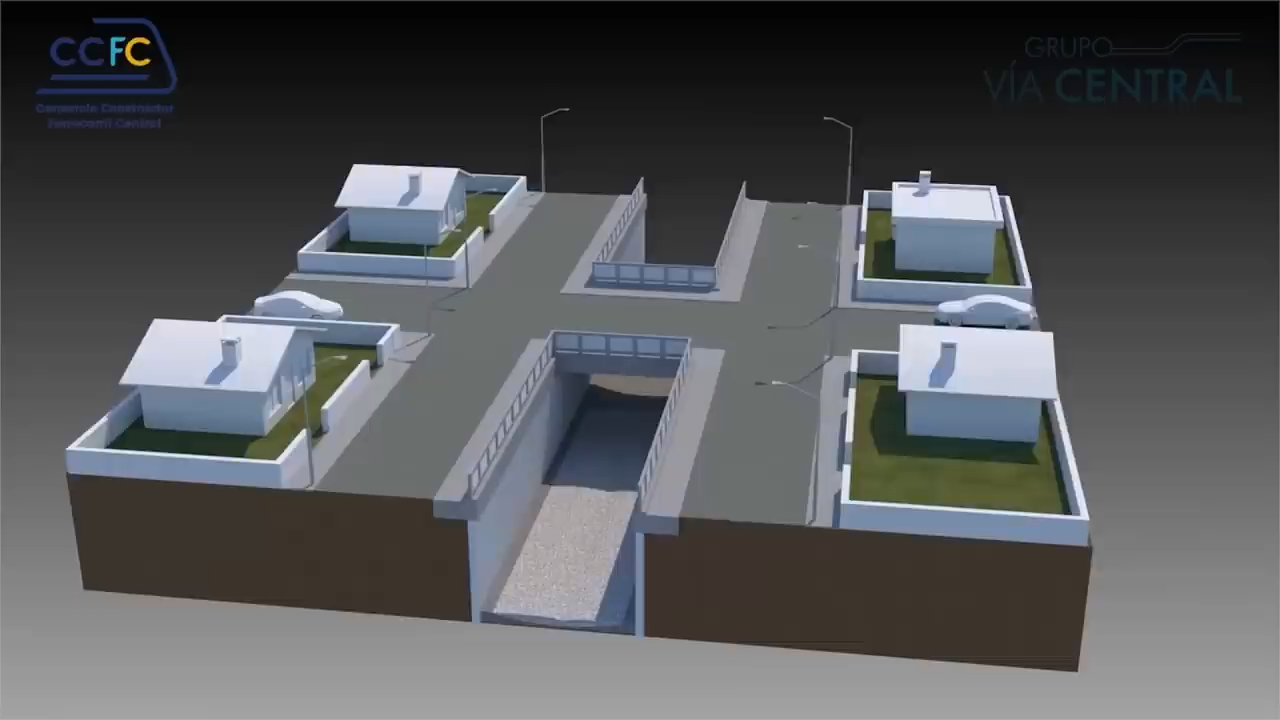 CCFC
Consorcio Constructor
Ferrocarril Central
GRUPO
VÍA CENTRAL